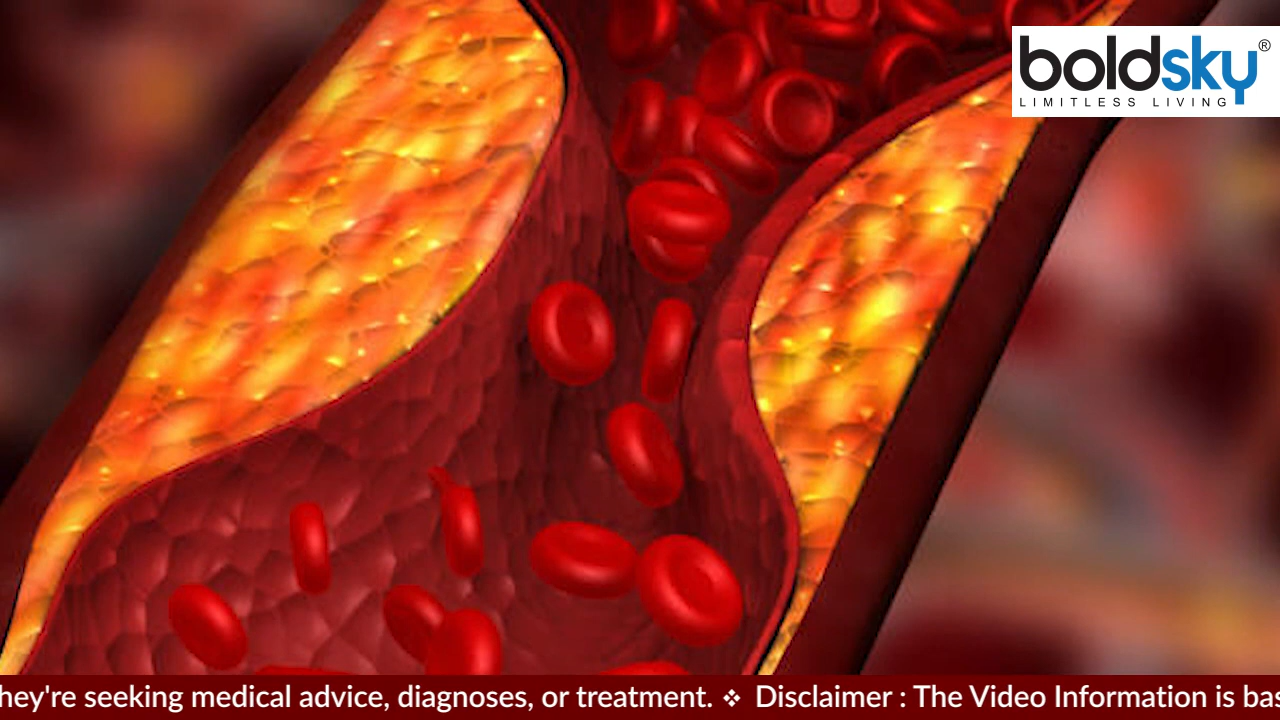 boldsky®
LIMITLESS LIVING
hey're seeking medical advice, diagnoses, or treatment. ❖ Disclaimer : The Video Information is bas